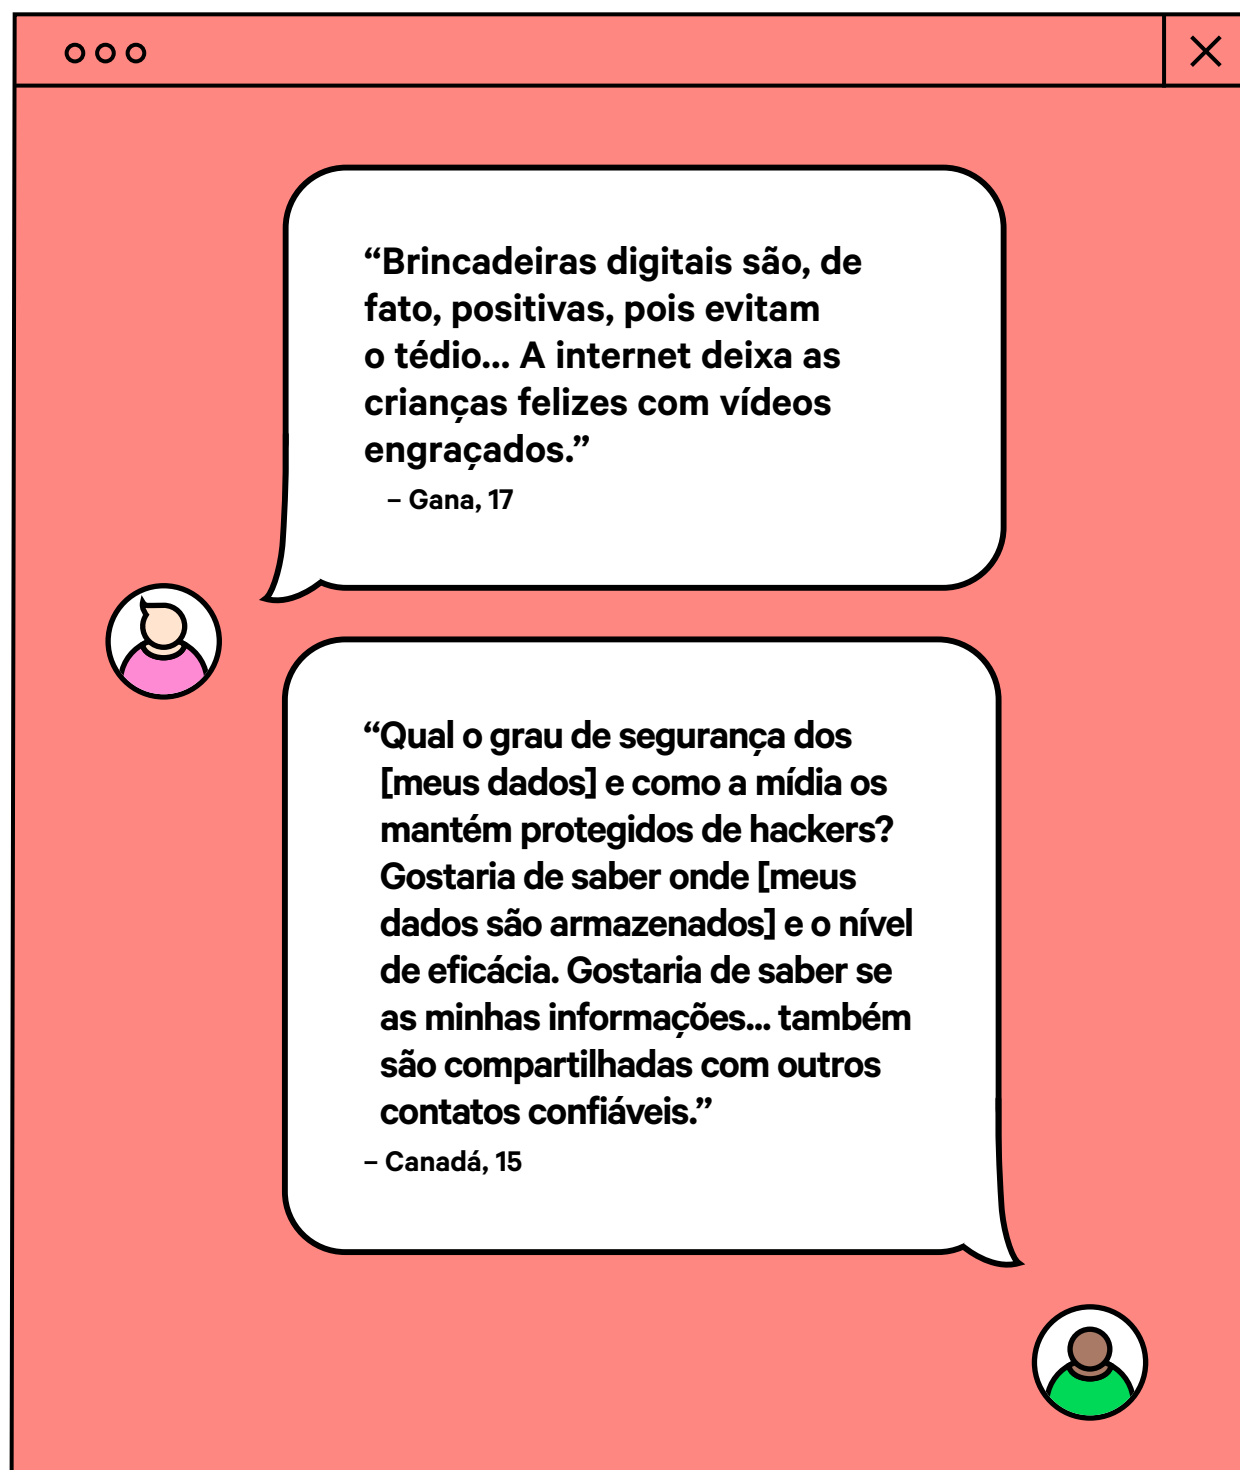 “Brincadeiras digitais são, de
fato, positivas, pois evitam
o tédio... A internet deixa as
crianças felizes com vídeos
engraçados.”
– Gana, 17
“Qual o grau de segurança dos
[meus dados] e como a mídia os
mantém protegidos de hackers?
Gostaria de saber onde [meus
dados são armazenados] e o nível
de eficácia. Gostaria de saber se
as minhas informações... também
são compartilhadas com outros
contatos confiáveis.”
– Canadá, 15